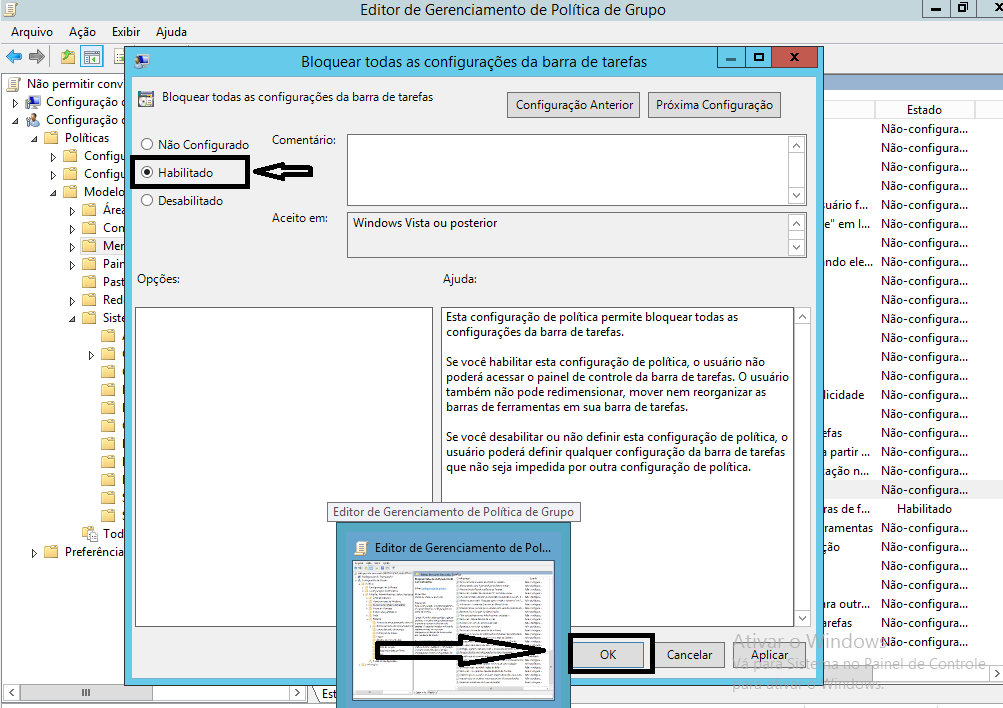 Editor de Gerenciamento de Política de Grupo
Arquivo Ação Exibir Ajuda
Bloquear todas as configurações da barra de tarefas
Bloquear todas as configurações da barra de tarefas
Configuração Anterior
Próxima Configuração
Não Configurado
Habilitado
Desabilitado
Comentário:
Aceito em:
Windows Vista ou posterior
Opções:
Ajuda:
Esta configuração de política permite bloquear todas as
configurações da barra de tarefas.
Se você habilitar esta configuração de política, o usuário não
poderá acessar o painel de controle da barra de tarefas. O usuário
também não pode redimensionar, mover nem reorganizar as
barras de ferramentas em sua barra de tarefas.
Se você desabilitar ou não definir esta configuração de política, o
usuário poderá definir qualquer configuração da barra de tarefas
que não seja impedida por outra configuração de política.
Não permitir conv
Configuração d
Configuração d
Políticas
Configu
Configu
Modelo
Área
Con
Men
Pain
Past
Red
Siste
Tod
Preferência
Est
Estado
Não-configura...
Não-configura...
Não-configura...
Não-configura...
uário f... Não-configura...
e" em l... Não-configura...
Não-configura...
ndo ele... Não-configura...
Não-configura...
Não-configura...
Não-configura...
Não-configura...
Não-configura...
Não-configura...
licidade Não-configura...
Não-configura...
efas Não-configura...
a partir ... Não-configura...
ação n... Não-configura...
Não-configura...
ras de f... Habilitado
ramentas Não-configura...
ção Não-configura...
Não-configura...
Não-configura...
ara outr... Não-configura...
tarefas Não-configura...
Não-configura...
Editor de Gerenciamento de Política de Grupo
Editor de Gerenciamento de Pol...
OK
Cancelar
Aplicar
Ativar o Windows
Vá para Sistema no Painel de Controle
para ativar o Windows.